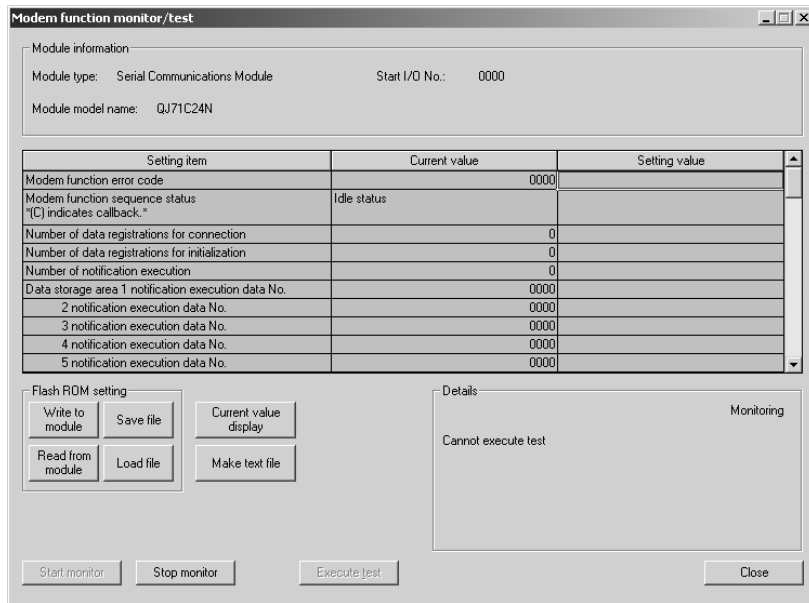 Modem function monitor/test
Module information
Module type: Serial Communications Module Start I/O No.: 0000
Module model name: QJ71C24N
Setting item Current value Setting value
Modem function error code 0000
Modem function sequence status Idle status
*(C) indicates callback.*
Number of data registrations for connection 0
Number of data registrations for initialization 0
Number of notification execution 0
Data storage area 1 notification execution data No. 0000
2 notification execution data No. 0000
3 notification execution data No. 0000
4 notification execution data No. 0000
5 notification execution data No. 0000
Flash ROM setting
Write to
module
Save file
Current value
display
Read from
module
Load file
Make text file
Details
Monitoring
Cannot execute test
Start monitor Stop monitor Execute test Close